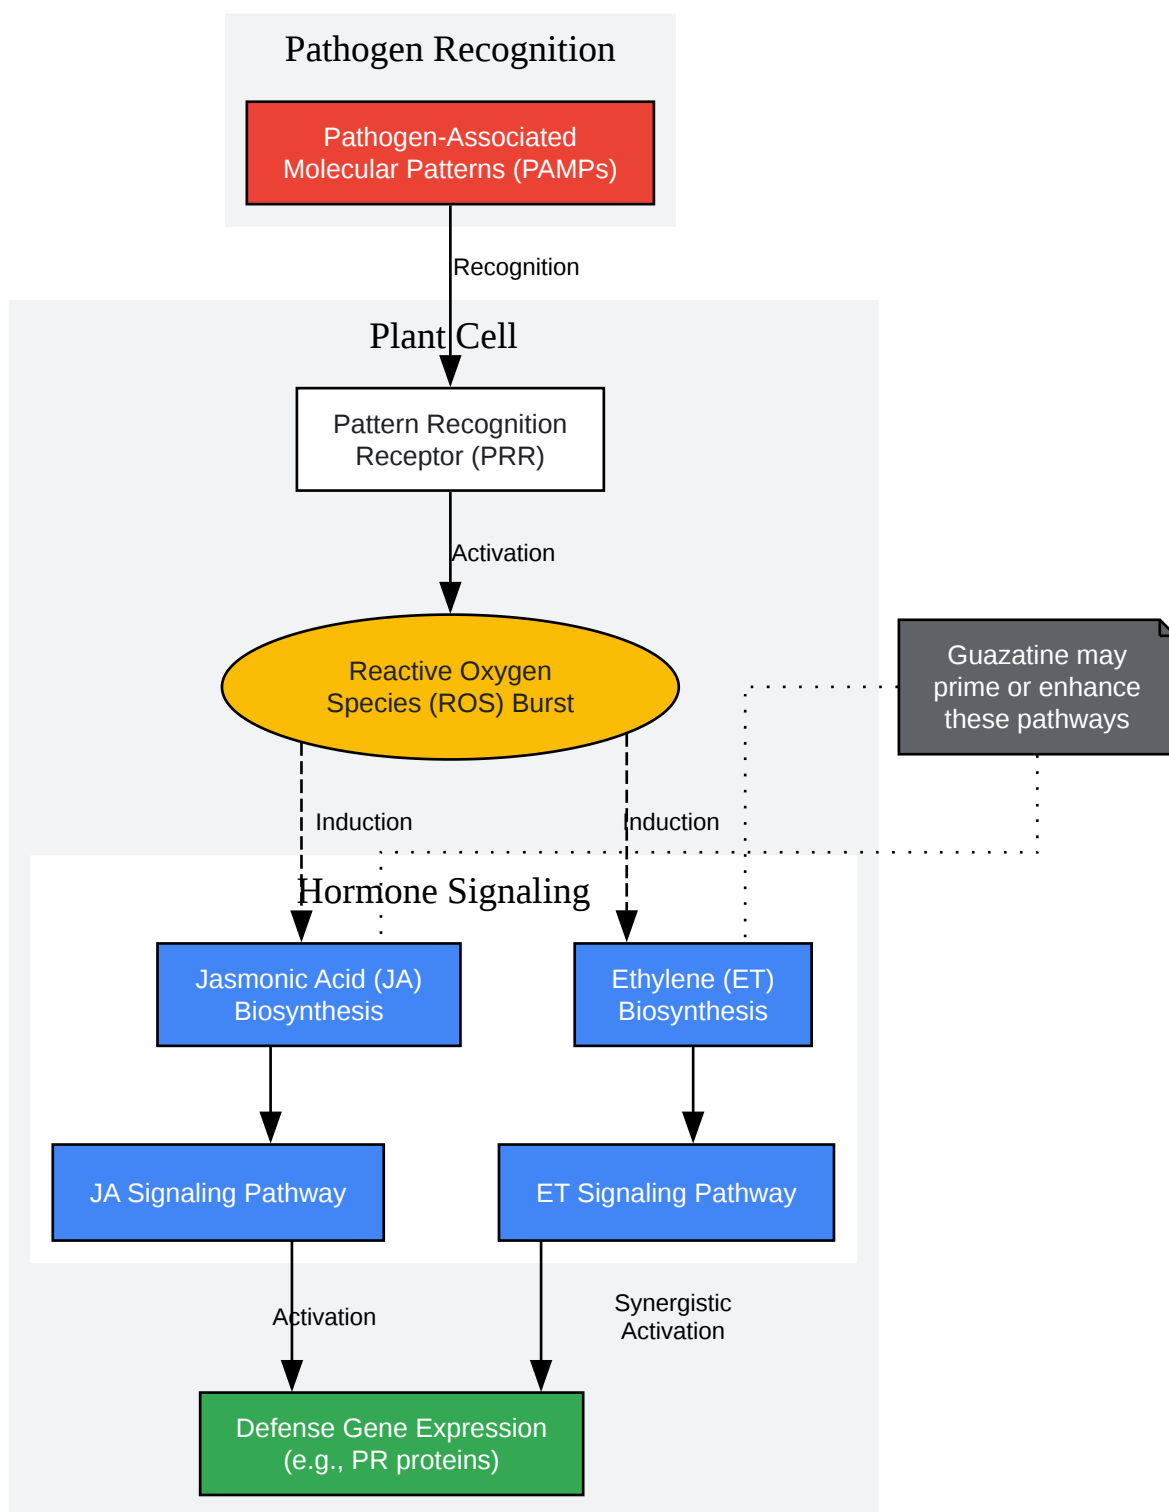 Pathogen Recognition
Pathogen-Associated
Molecular Patterns (PAMPs)
Recognition
Plant Cell
Pattern Recognition
Receptor (PRR)
Activation
Reactive Oxygen
Species (ROS) Burst
Guazatine may
prime or enhance
these pathways
Induction
Induction
Hormone Signaling
Jasmonic Acid (JA)
Biosynthesis
Ethylene (ET)
Biosynthesis
JA Signaling Pathway
ET Signaling Pathway
Activation
Synergistic
Activation
Defense Gene Expression
(e.g., PR proteins)